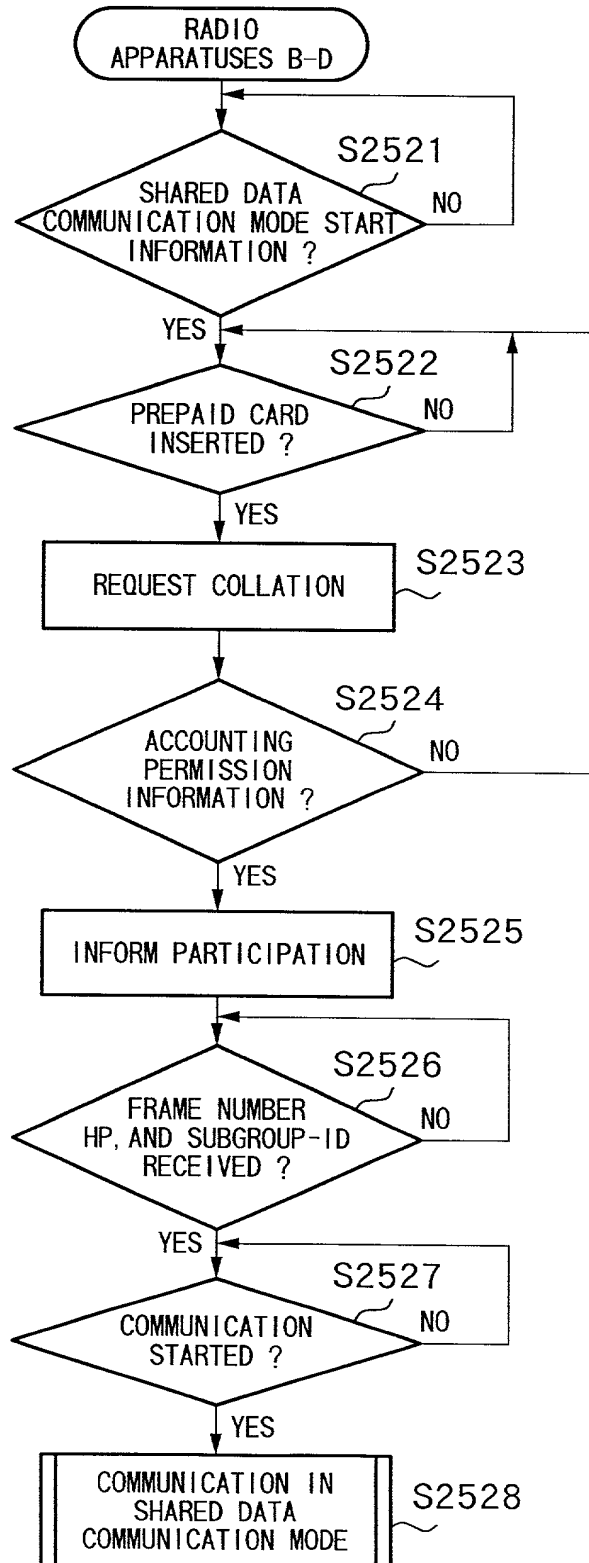 RADIO
APPARATUSES B-D
S2521
SHARED DATA
COMMUNICATION MODE START
INFORMATION ?
NO
YES
S2522
PREPAID CARD
INSERTED ?
NO
YES
REQUEST COLLATION
S2523
S2524
ACCOUNTING
PERMISSION
INFORMATION ?
NO
YES
INFORM PARTICIPATION
S2525
S2526
FRAME NUMBER
HP, AND SUBGROUP-ID
RECEIVED ?
NO
YES
S2527
COMMUNICATION
STARTED ?
NO
YES
COMMUNICATION IN
SHARED DATA
COMMUNICATION MODE
S2528